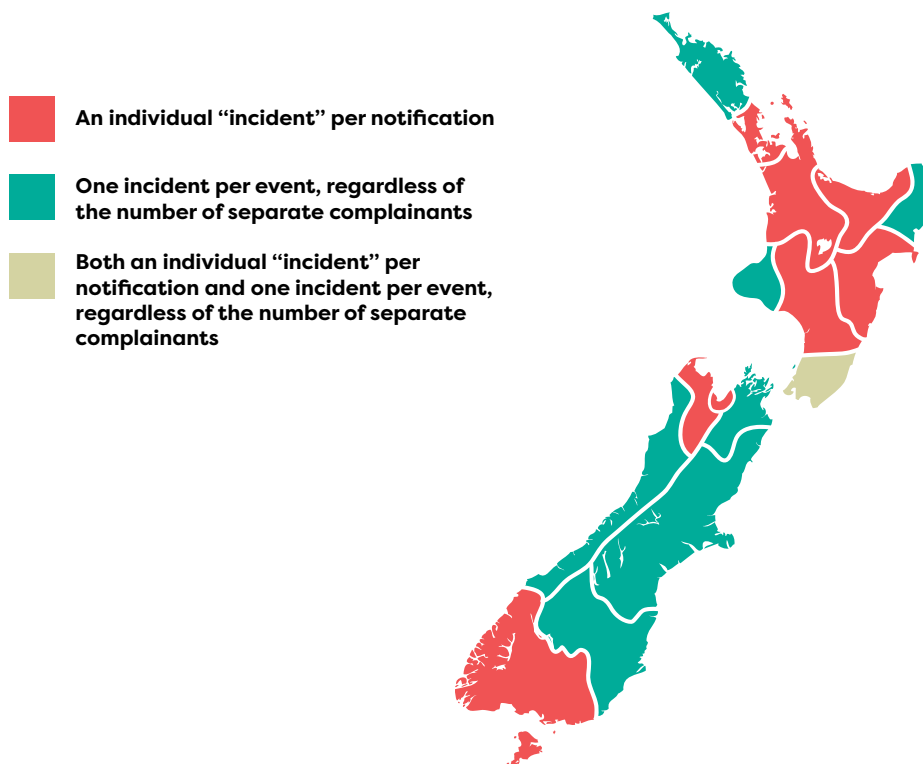 An individual “incident” per notification
One incident per event, regardless of
the number of separate complainants
Both an individual “incident” per
notification and one incident per event,
regardless of the number of separate
complainants